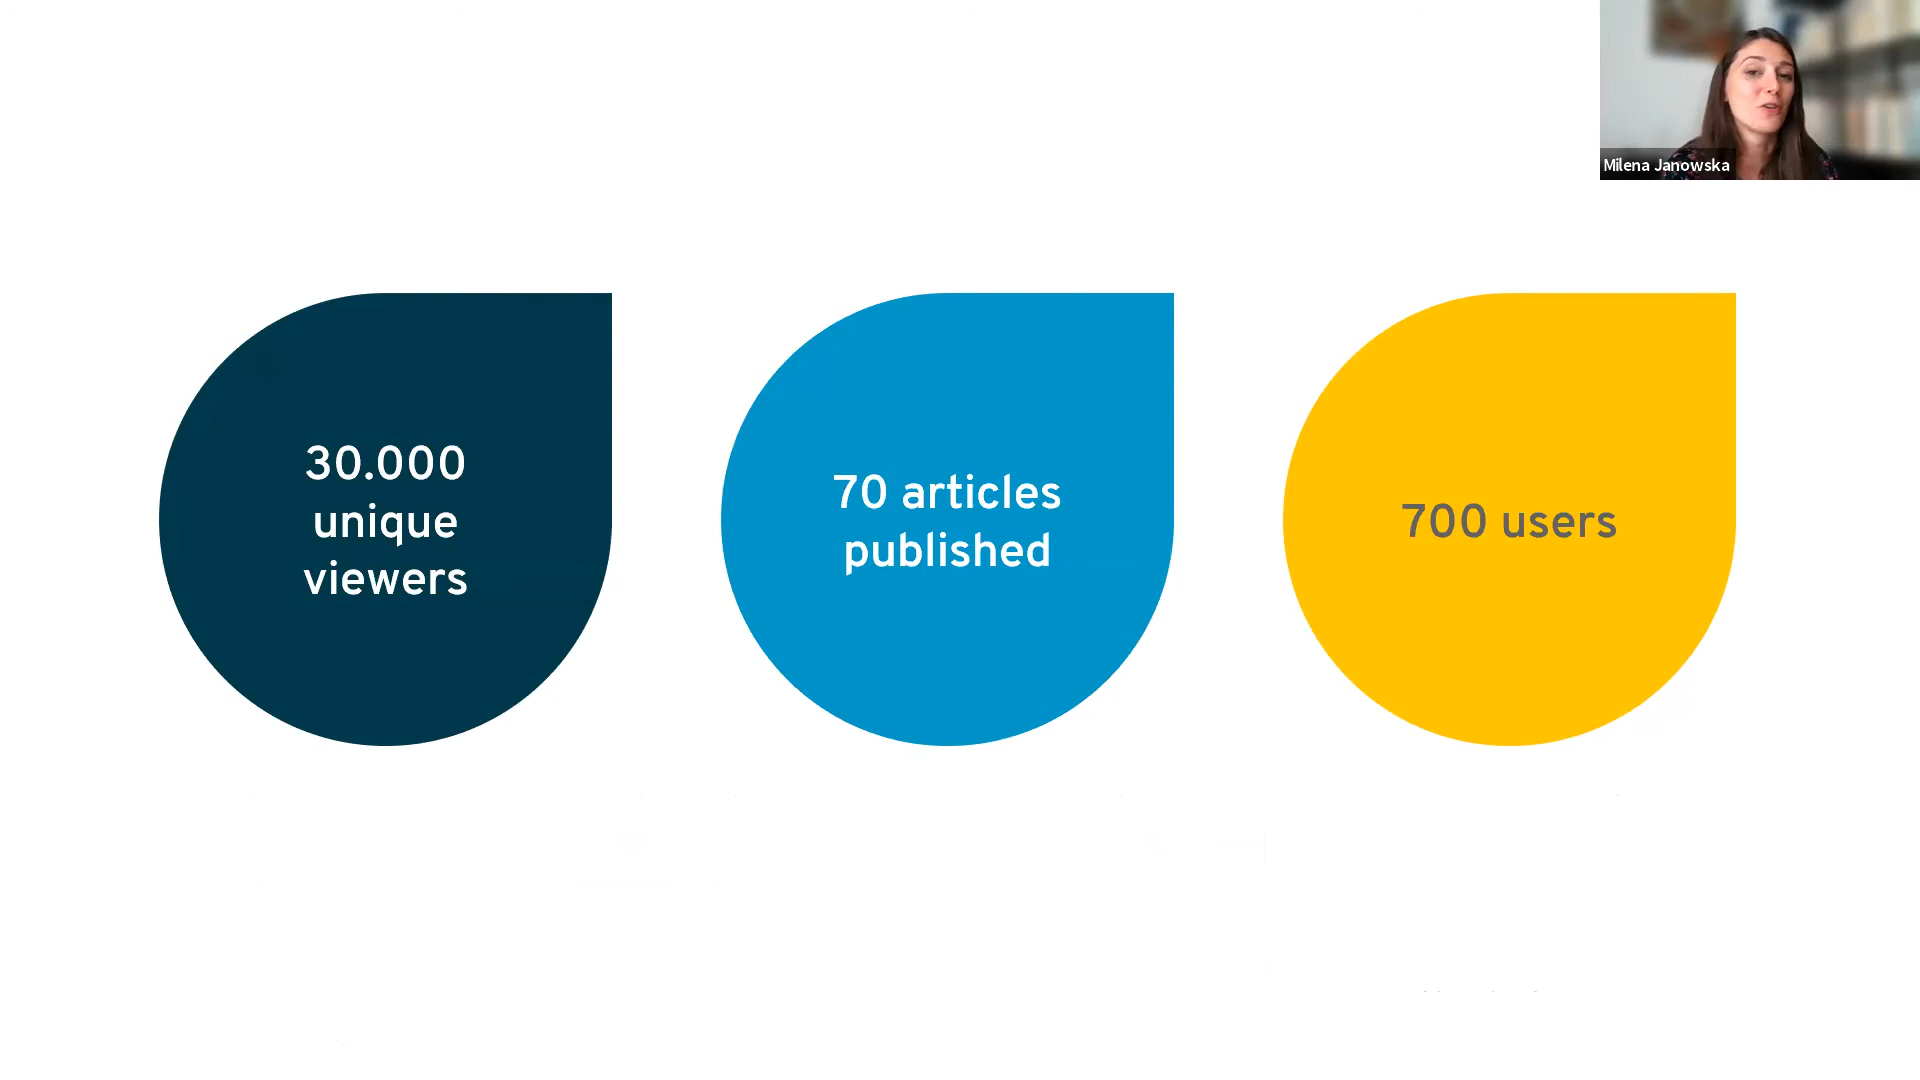 Milena Janowska
30.000
unique
viewers
70 articles
published
700 users